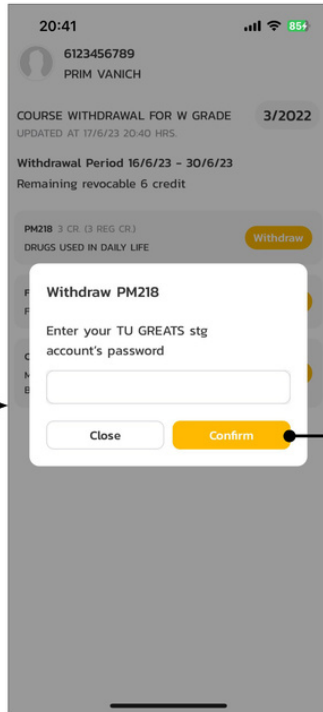 20:41
85
6123456789
PRIM VANICH
COURSE WITHDRAWAL FOR W GRADE
3/2022
UPDATED AT 17/6/23 20:40 HRS.
Withdrawal Period 16/6/23 - 30/6/23
Remaining revocable 6 credit
PM218 3 CR. (3 REG CR.)
DRUGS USED IN DAILY LIFE
Withdraw
F
F
C
M
B
Withdraw PM218
Enter your TU GREATS stg
account's password
Close
Confirm